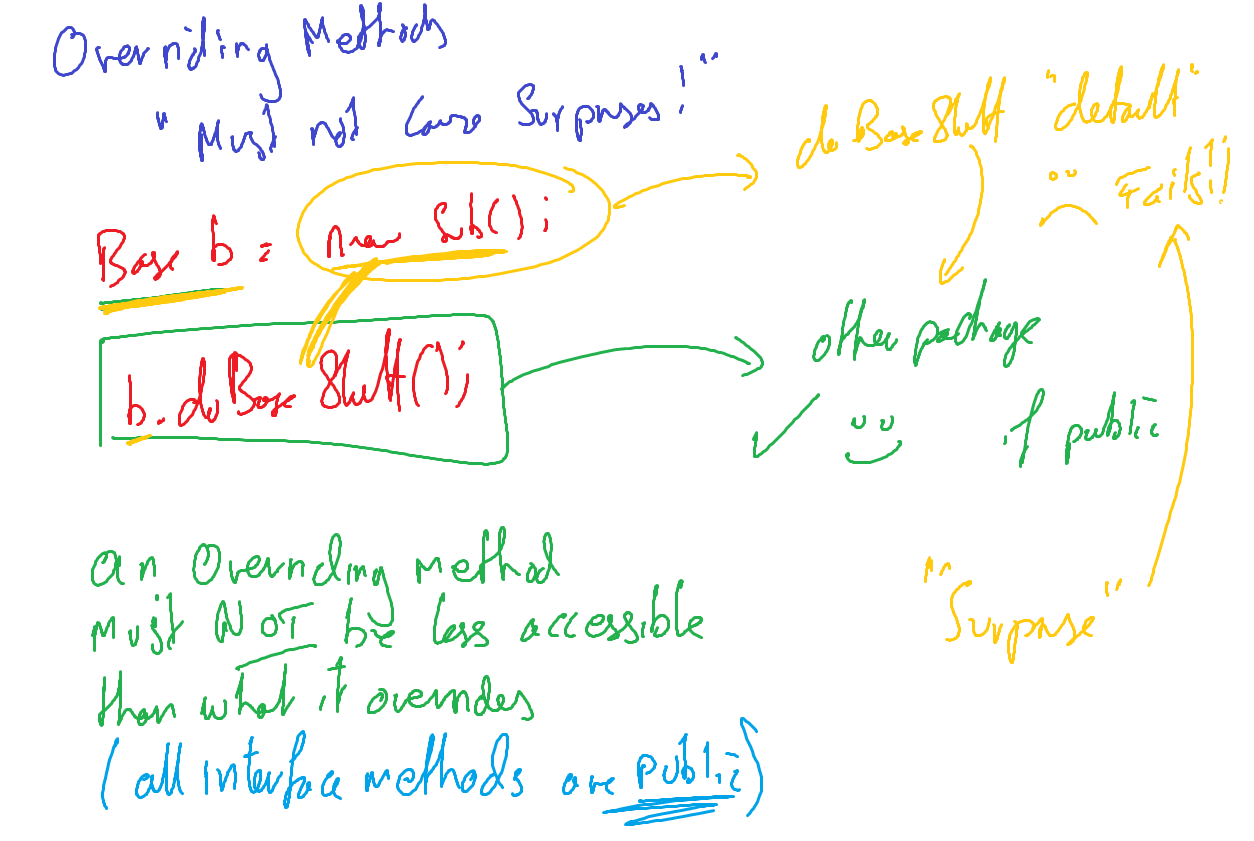 Overriding Methods
"Must not Cause Surprises!"
doBaseStuff "default"
Fails!!
Base b = new Sub();
b.doBaseStuff();
other package
if public
an Overriding method
must NOT be less accessible
than what it overrides
(all interface methods are public)
"Surprise"